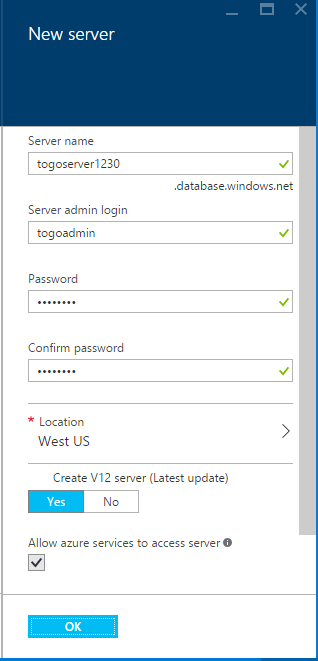 New server
Server name
togoserver1230
.database.windows.net
Server admin login
togoadmin
Password
••••••••
Confirm password
••••••••
* Location
West US
Create V12 server (Latest update)
Yes No
Allow azure services to access server
OK